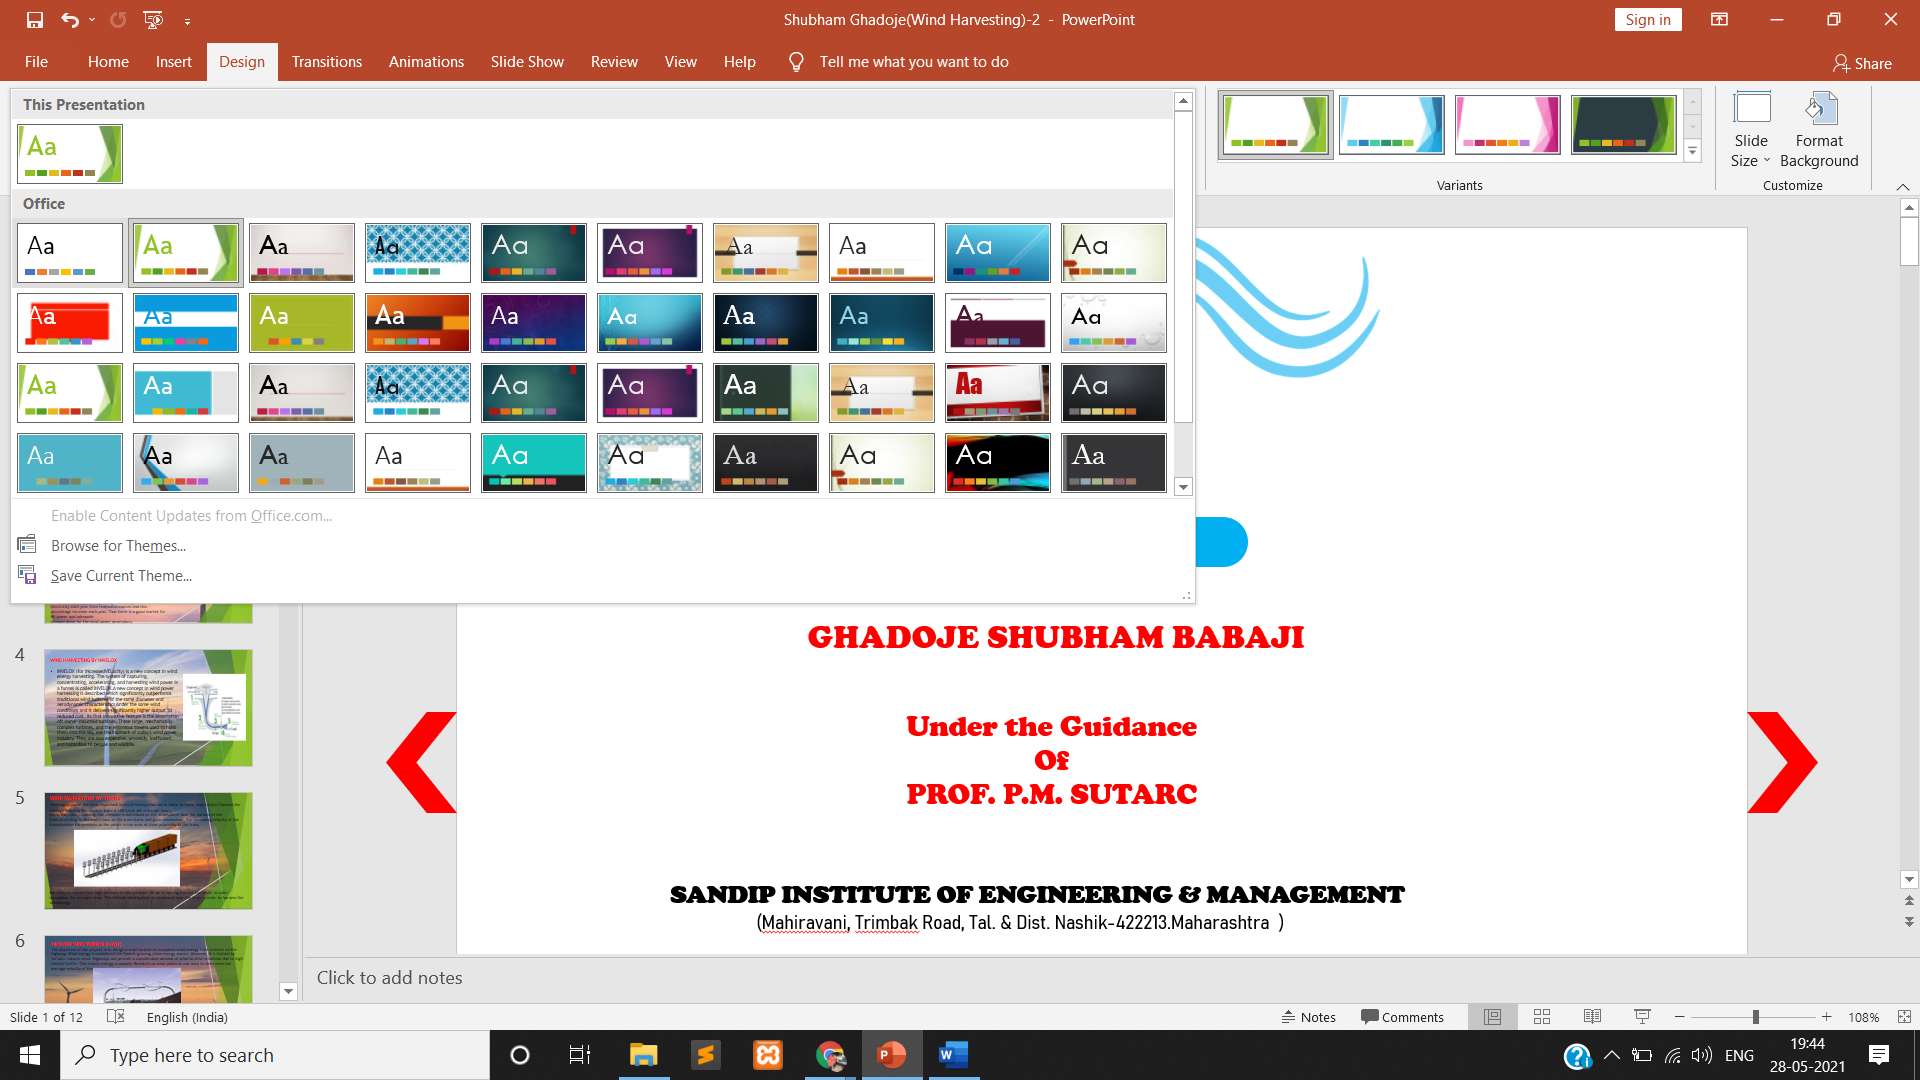 Shubham Ghadoje(Wind Harvesting)-2 - PowerPoint
Sign in
File Home Insert Design Transitions Animations Slide Show Review View Help Tell me what you want to do
Share
This Presentation
Aa
Office
Aa Aa Aa Aa Aa Aa Aa Aa Aa Aa
Aa Aa Aa Aa Aa Aa Aa Aa Aa Aa
Aa Aa Aa Aa Aa Aa Aa Aa Aa Aa
Aa Aa Aa Aa Aa Aa Aa Aa Aa Aa
Enable Content Updates from Office.com...
Browse for Themes...
Save Current Theme...
Variants
Slide
Size
Format
Background
Customize
4
WIND HARVESTING BY INVELOX
5
6
GHADOJE SHUBHAM BABAJI
Under the Guidance
Of
PROF. P.M. SUTARC
SANDIP INSTITUTE OF ENGINEERING & MANAGEMENT
(Mahiravani, Trimbak Road, Tal. & Dist. Nashik-422213.Maharashtra )
Click to add notes
Slide 1 of 12 English (India)
Notes Comments 108%
Type here to search
ENG
19:44
28-05-2021